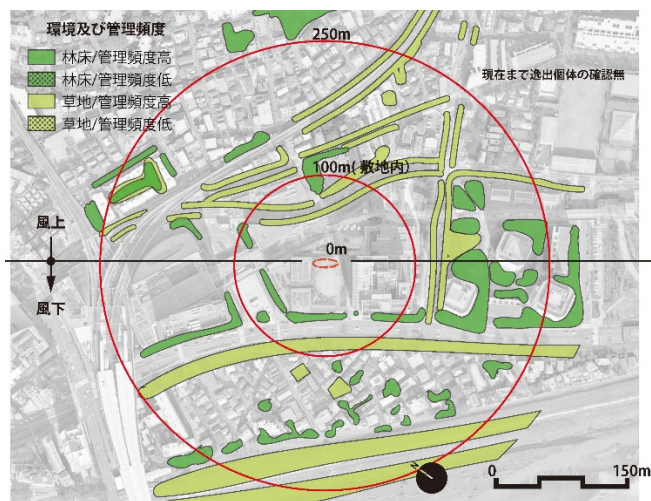 環境及び管理頻度
林床/管理頻度高
林床/管理頻度低
草地/管理頻度高
草地/管理頻度低
250m
現在まで逸出個体の確認無
100m(敷地内)
0m
風上
風下
N
0
150m